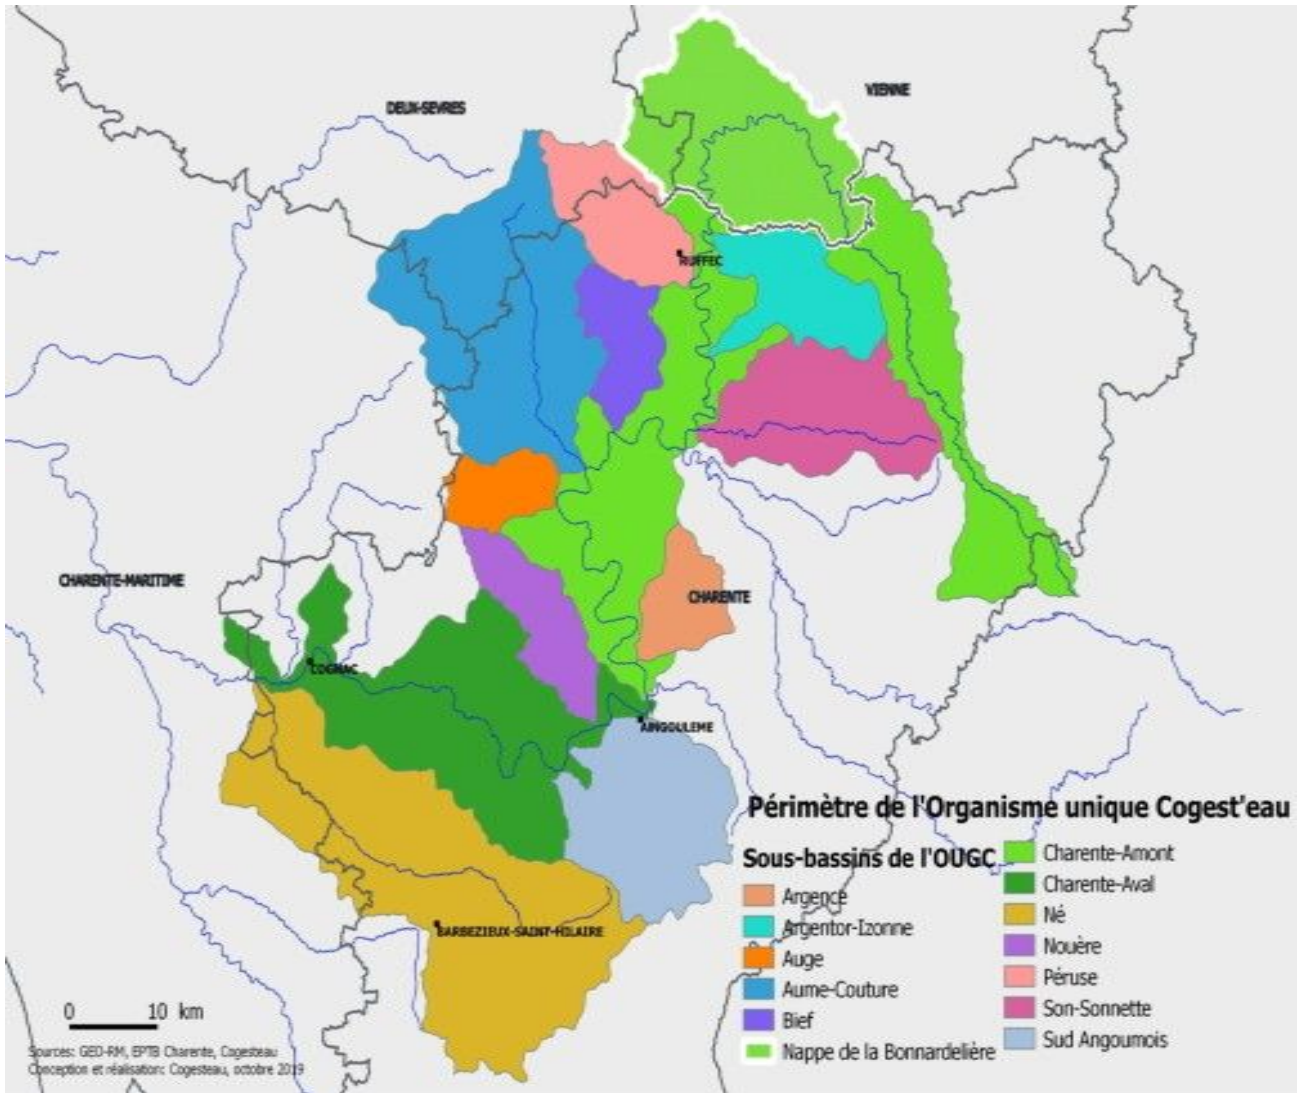 VIENNE
DEUX-SEVRES
RUFFEC
CHARENTE-MARITIME
CHARENTE
COGNAC
ANGOULEME
Périmètre de l'Organisme unique Cogest'eau
Sous-bassins de l'OUGC
Argence
Argentor-Izonne
Auge
Aume-Couture
Bief
Nappe de la Bonnardelière
Charente-Amont
Charente-Aval
Né
Nouère
Péruse
Son-Sonnette
Sud Angoumois
BARBEZIEUX-SAINT-HILAIRE
0 10 km
Sources: GEO-RM, EPTB Charente, Cogesteau
Conception et réalisation: Cogesteau, octobre 2019